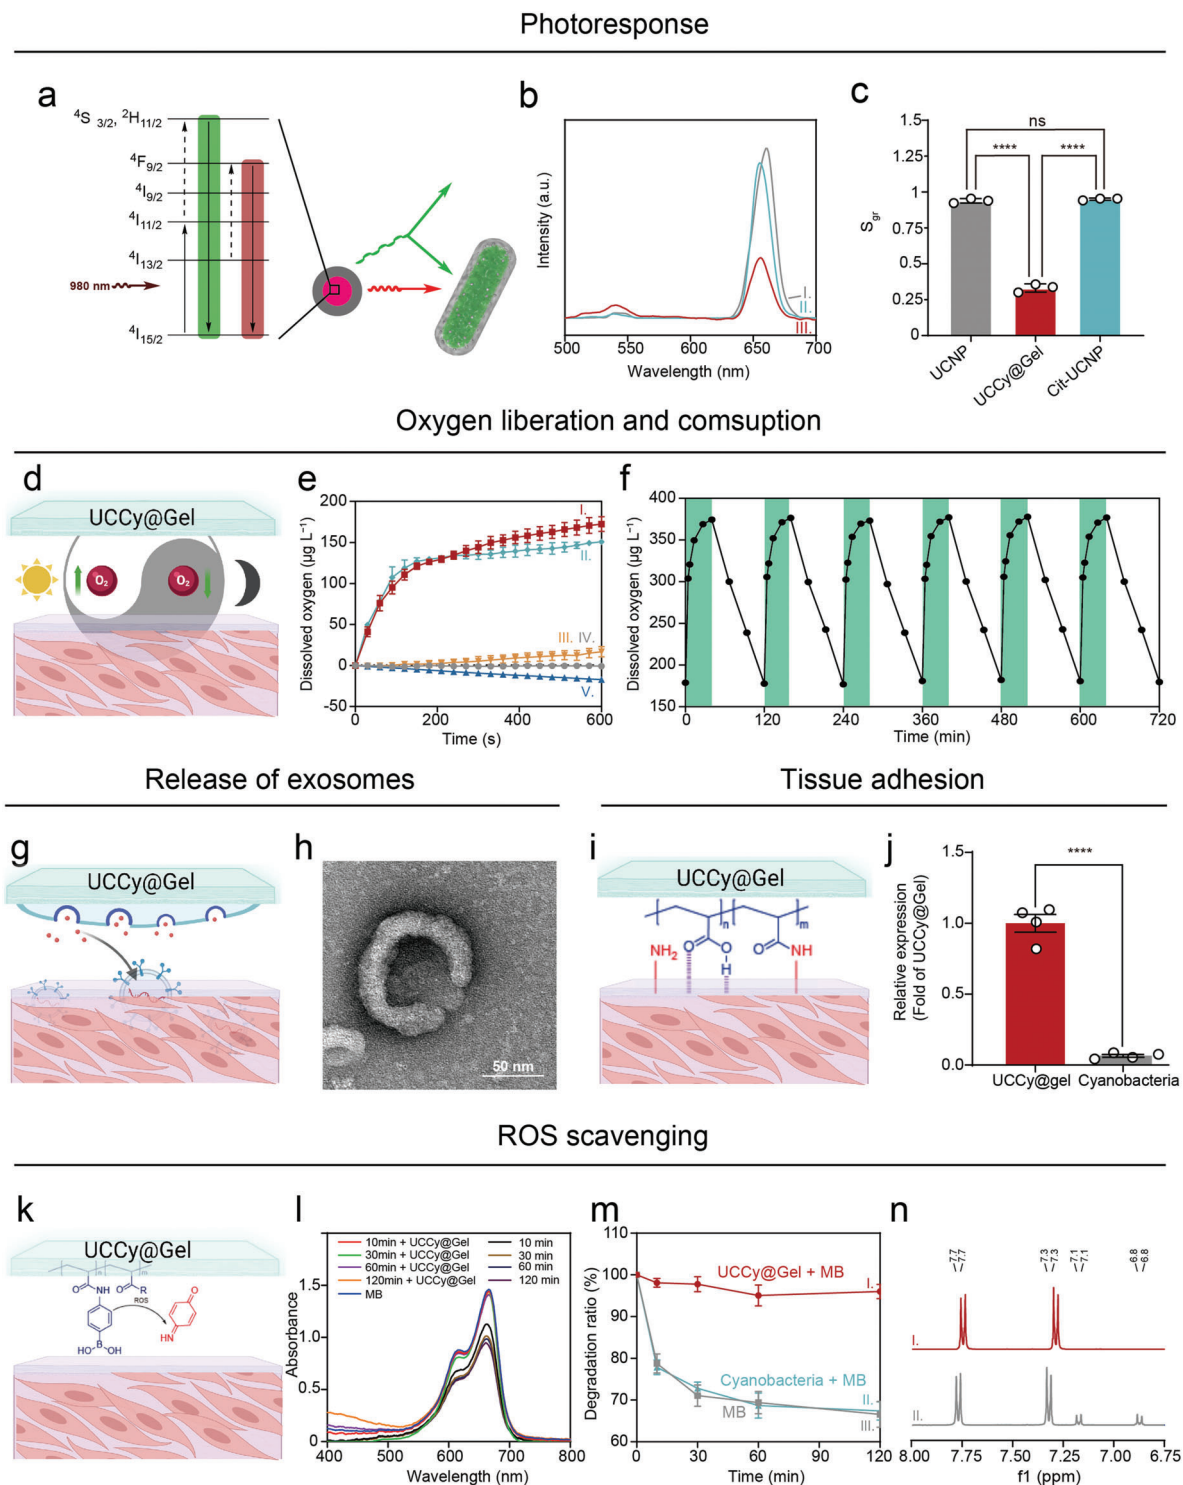 Photoresponse
a
⁴S 3/2, ²H11/2
⁴F9/2
⁴I9/2
⁴I11/2
⁴I13/2
980 nm
⁴I15/2
b
Intensity (a.u.)
I.
II.
III.
500 550 600 650 700
Wavelength (nm)
c
Sgr
1.5
1.25
1
0.75
0.5
0.25
0
ns
**** ****
UCNP
UCCy@Gel
Cit-UCNP
Oxygen liberation and comsuption
d
UCCy@Gel
O₂ O₂
e
Dissolved oxygen (µg L⁻¹)
200
150
100
50
0
−50
I.
II.
III. IV.
V.
0 200 400 600
Time (s)
f
Dissolved oxygen (µg L⁻¹)
400
350
300
250
200
150
0 120 240 360 480 600 720
Time (min)
Release of exosomes
g
UCCy@Gel
h
50 nm
Tissue adhesion
i
UCCy@Gel
n m
O O O
H
NH₂ NH
j
Relative expression
(Fold of UCCy@Gel)
1.5
1.0
0.5
0.0
****
UCCy@gel Cyanobacteria
ROS scavenging
k
UCCy@Gel
n m
O O
NH R
ROS
O
HN
B
HO OH
l
Absorbance
1.5
1.0
0.5
0
10min + UCCy@Gel
30min + UCCy@Gel
60min + UCCy@Gel
120min + UCCy@Gel
MB
10 min
30 min
60 min
120 min
400 500 600 700 800
Wavelength (nm)
m
Degradation ratio (%)
110
100
90
80
70
60
UCCy@Gel + MB
I.
Cyanobacteria + MB
II.
MB
III.
0 30 60 90 120
Time (min)
n
7.7
7.7
7.3
7.3
7.1
7.1
6.8
6.8
I.
II.
8.00 7.75 7.50 7.25 7.00 6.75
f1 (ppm)